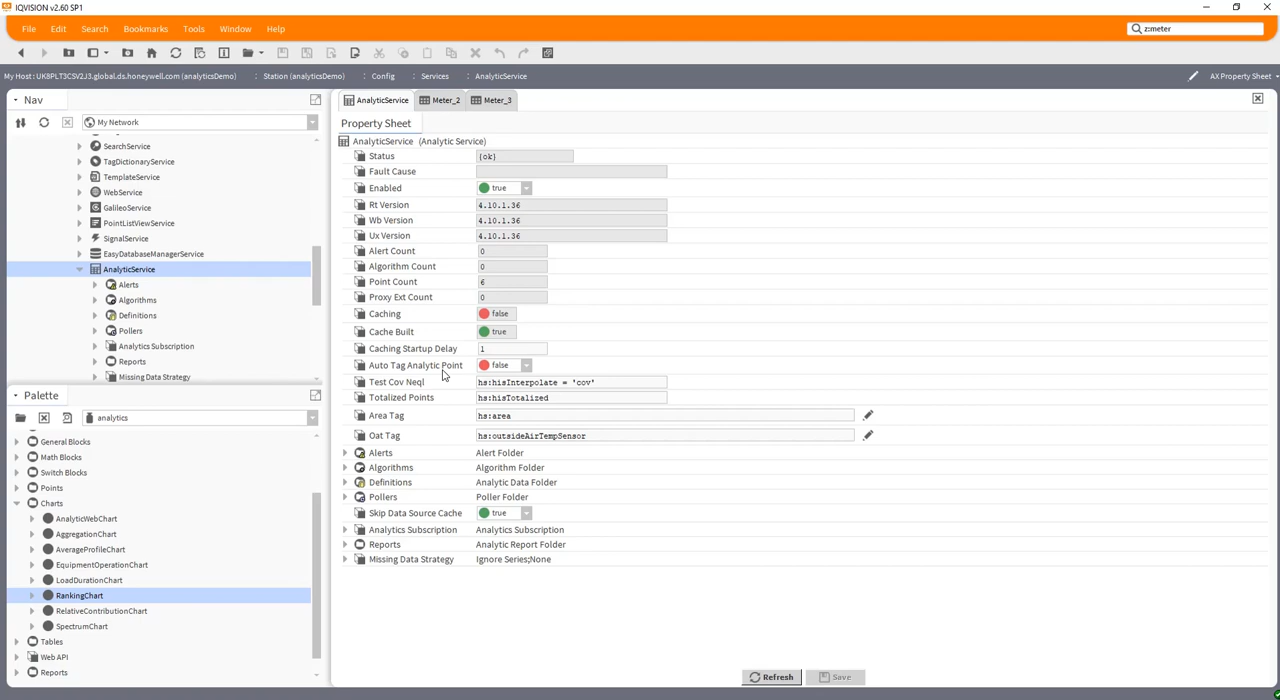 IQVISION v2.60 SP1
File Edit Search Bookmarks Tools Window Help
z:meter
My Host : UK8PLT3CSV2J3.global.ds.honeywell.com (analyticsDemo) : Station (analyticsDemo) : Config : Services : AnalyticService
AX Property Sheet
Nav
My Network
SearchService
TagDictionaryService
TemplateService
WebService
GalileoService
PointListViewService
SignalService
EasyDatabaseManagerService
AnalyticService
Alerts
Algorithms
Definitions
Pollers
Analytics Subscription
Reports
Missing Data Strategy
Palette
analytics
General Blocks
Math Blocks
Switch Blocks
Points
Charts
AnalyticWebChart
AggregationChart
AverageProfileChart
EquipmentOperationChart
LoadDurationChart
RankingChart
RelativeContributionChart
SpectrumChart
Tables
Web API
Reports
AnalyticService Meter_2 Meter_3
Property Sheet
AnalyticService (Analytic Service)
Status {ok}
Fault Cause
Enabled true
Rt Version 4.10.1.36
Wb Version 4.10.1.36
Ux Version 4.10.1.36
Alert Count 0
Algorithm Count 0
Point Count 6
Proxy Ext Count 0
Caching false
Cache Built true
Caching Startup Delay 1
Auto Tag Analytic Point false
Test Cov Neql hs:hisInterpolate = 'cov'
Totalized Points hs:hisTotalized
Area Tag hs:area
Oat Tag hs:outsideAirTempSensor
Alerts Alert Folder
Algorithms Algorithm Folder
Definitions Analytic Data Folder
Pollers Poller Folder
Skip Data Source Cache true
Analytics Subscription Analytics Subscription
Reports Analytic Report Folder
Missing Data Strategy Ignore Series;None
Refresh Save